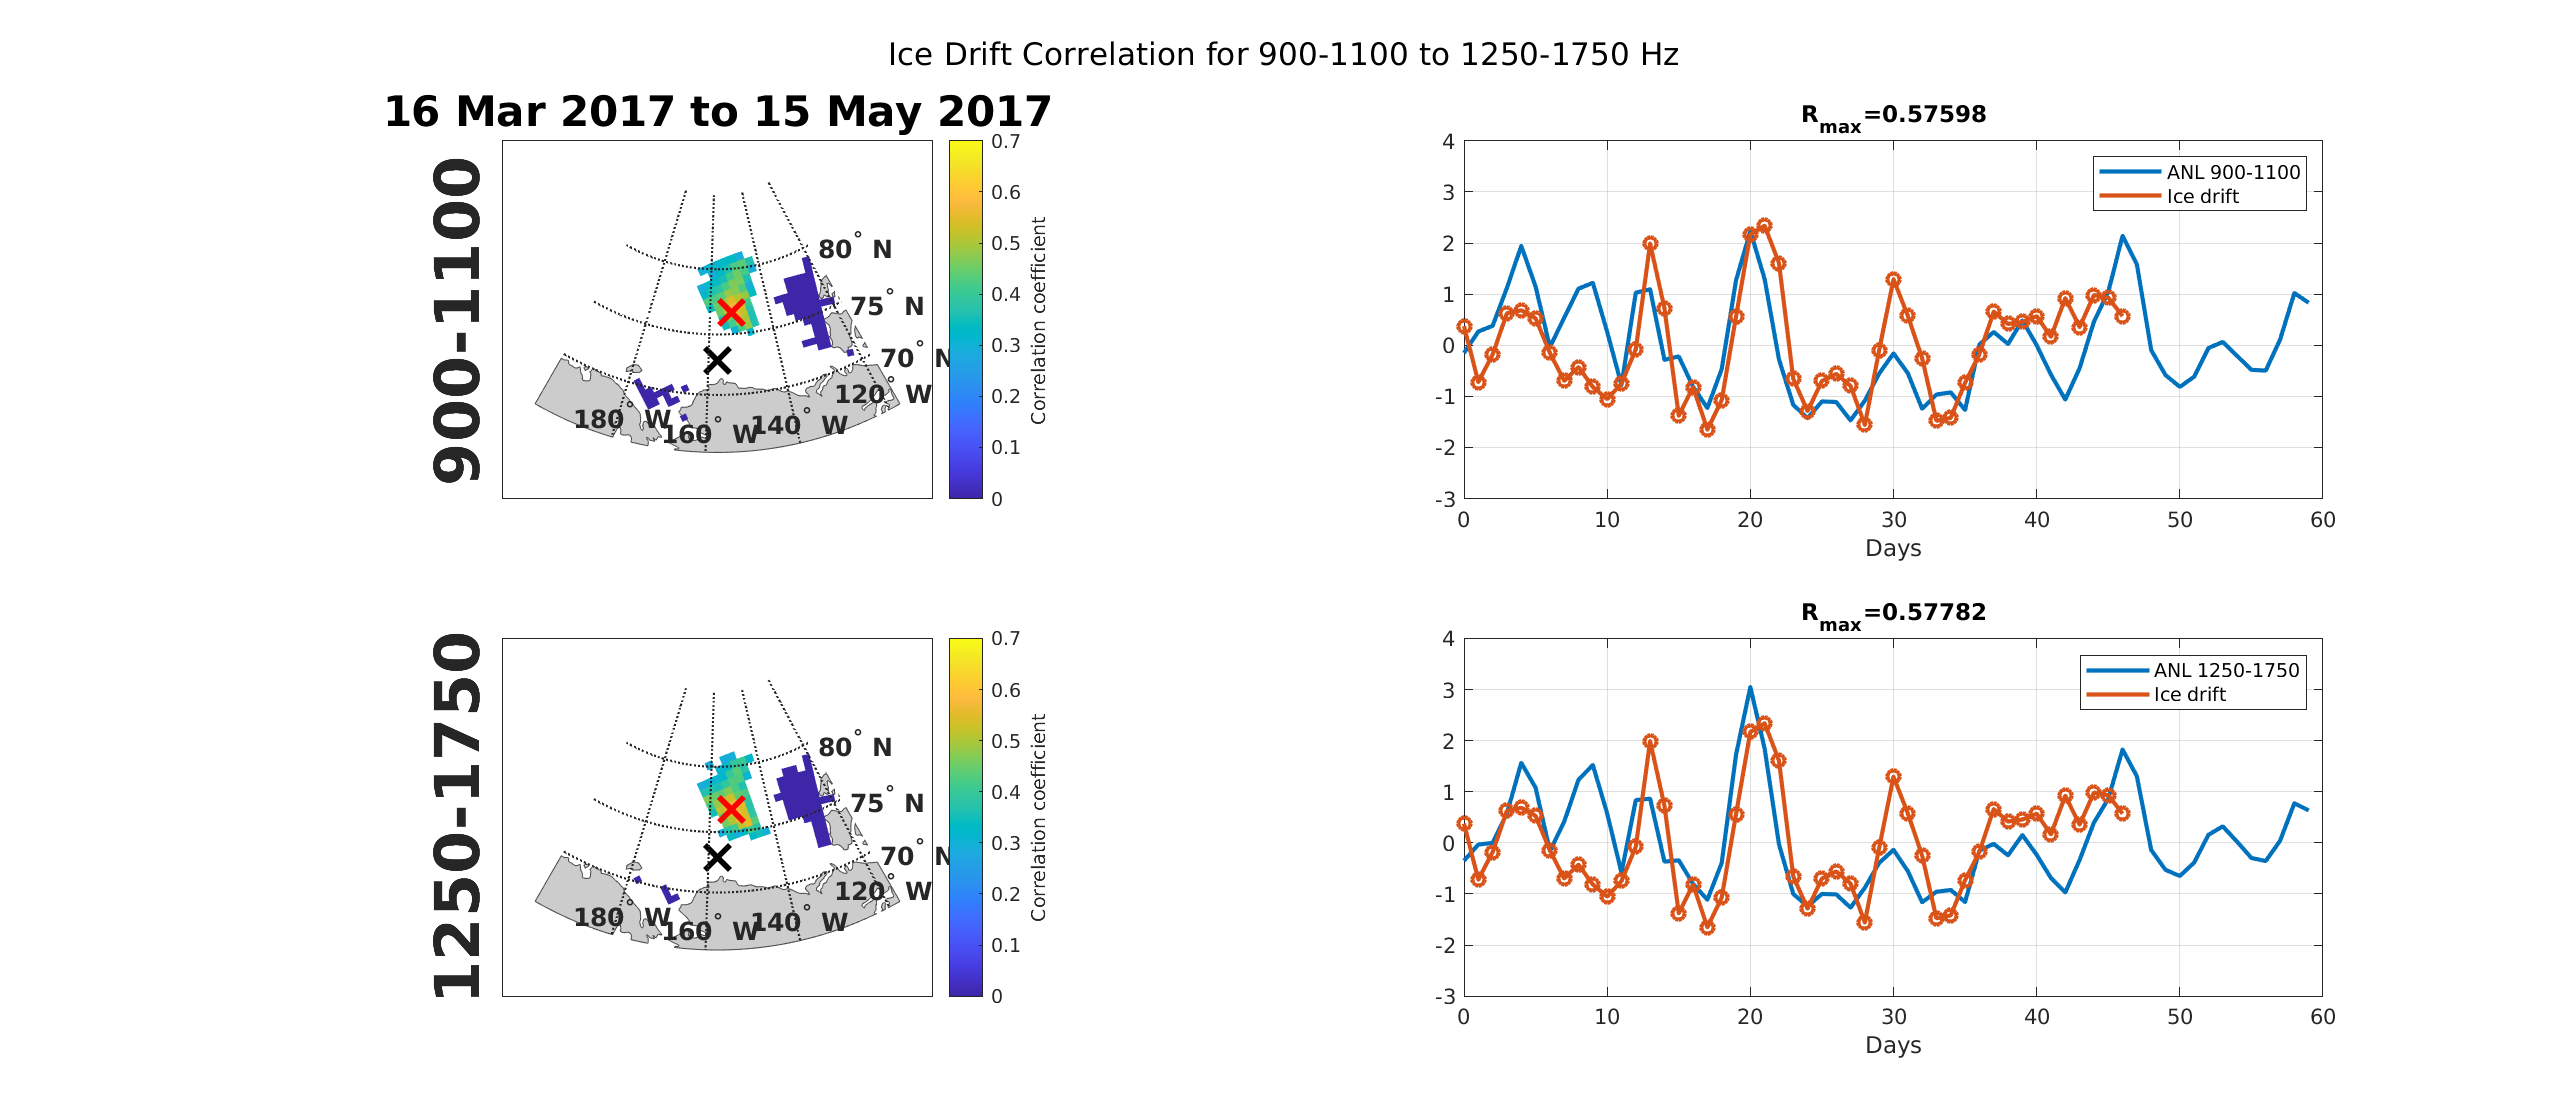 Ice Drift Correlation for 900-1100 to 1250-1750 Hz
16 Mar 2017 to 15 May 2017
900-1100
80° N
75° N
70° N
120° W
140° W
160° W
180° W
0.7
0.6
0.5
0.4
0.3
0.2
0.1
0
Correlation coefficient
Rmax=0.57598
4
3
2
1
0
-1
-2
-3
0 10 20 30 40 50 60
Days
ANL 900-1100
Ice drift
1250-1750
80° N
75° N
70° N
120° W
140° W
160° W
180° W
0.7
0.6
0.5
0.4
0.3
0.2
0.1
0
Correlation coefficient
Rmax=0.57782
4
3
2
1
0
-1
-2
-3
0 10 20 30 40 50 60
Days
ANL 1250-1750
Ice drift